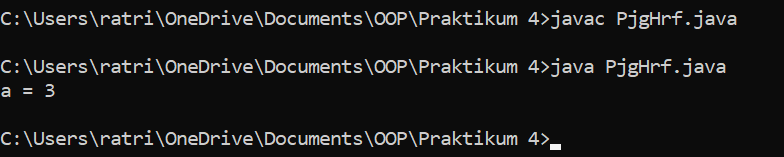 C:\Users\ratri\OneDrive\Documents\OOP\Praktikum 4>javac PjgHrf.java
C:\Users\ratri\OneDrive\Documents\OOP\Praktikum 4>java PjgHrf.java
a = 3
C:\Users\ratri\OneDrive\Documents\OOP\Praktikum 4>